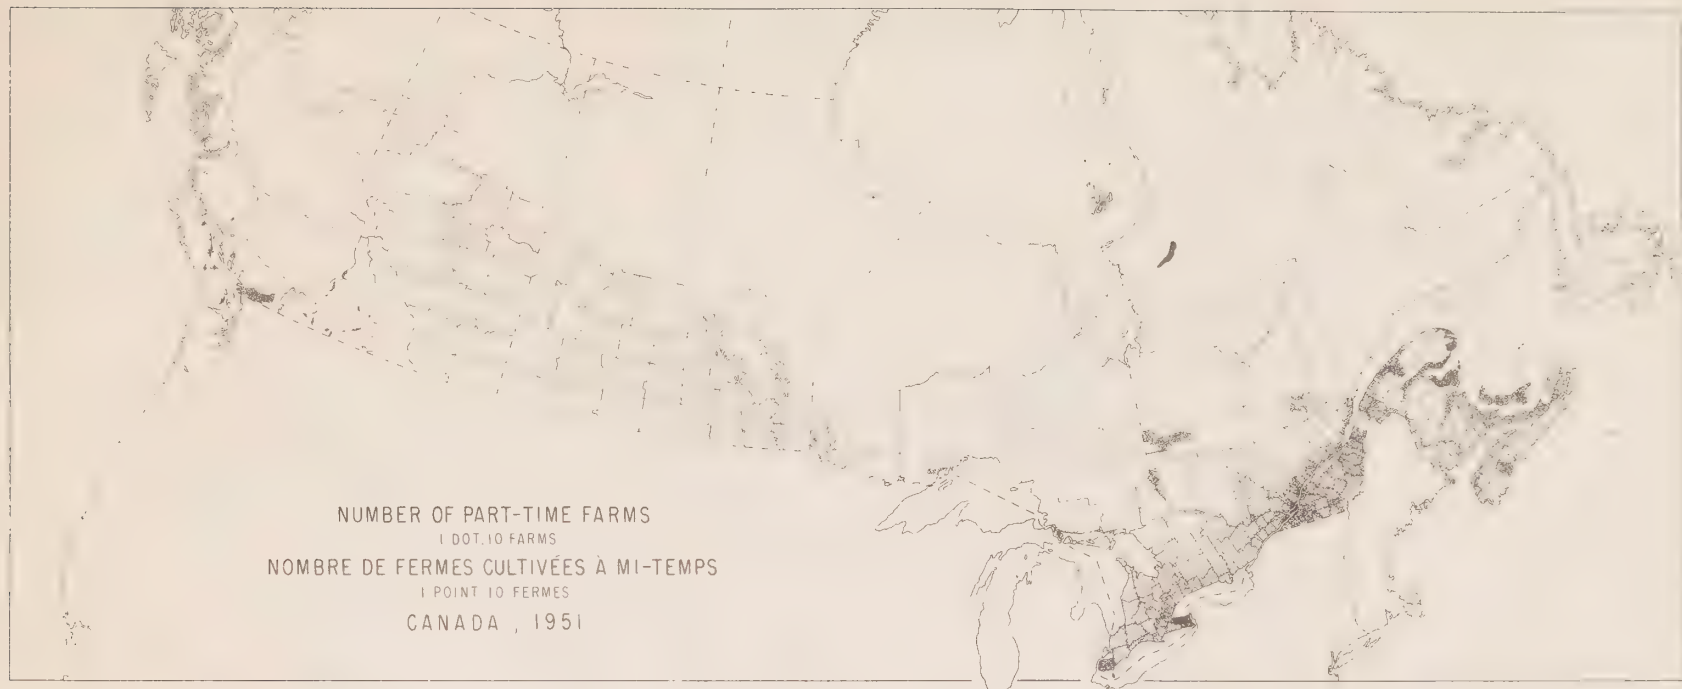 NUMBER OF PART-TIME FARMS
1 DOT, 10 FARMS
NOMBRE DE FERMES CULTIVÉES À MI-TEMPS
1 POINT 10 FERMES
CANADA, 1951